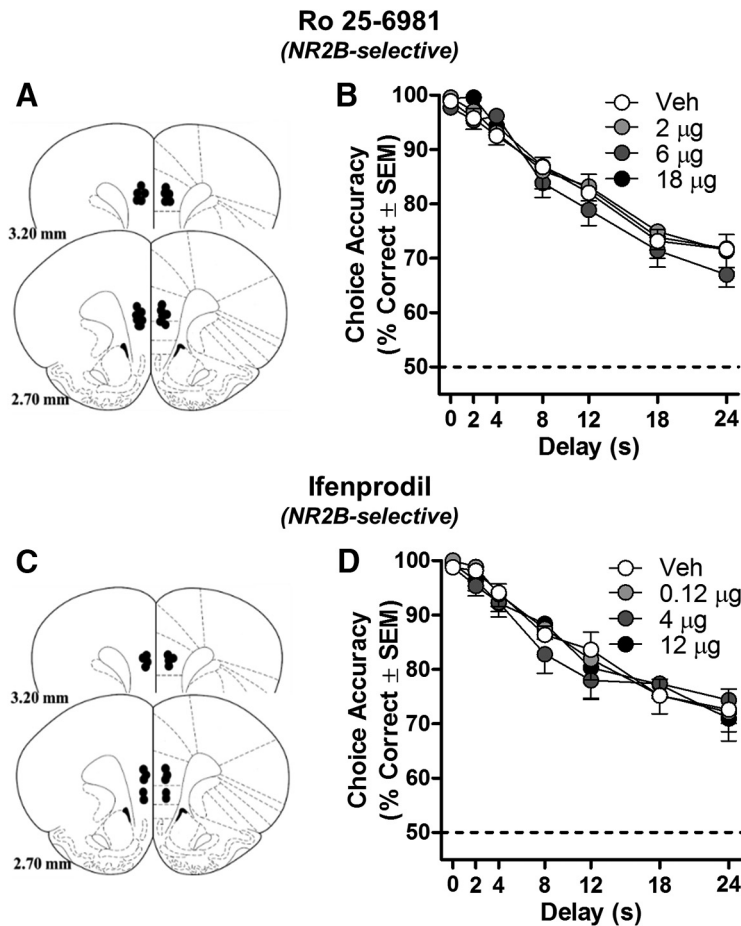 Ro 25-6981
(NR2B-selective)
A
3.20 mm
2.70 mm
B
Choice Accuracy
(% Correct ± SEM)
100
90
80
70
60
50
Veh
2 μg
6 μg
18 μg
0 2 4 8 12 18 24
Delay (s)
Ifenprodil
(NR2B-selective)
C
3.20 mm
2.70 mm
D
Choice Accuracy
(% Correct ± SEM)
100
90
80
70
60
50
Veh
0.12 μg
4 μg
12 μg
0 2 4 8 12 18 24
Delay (s)